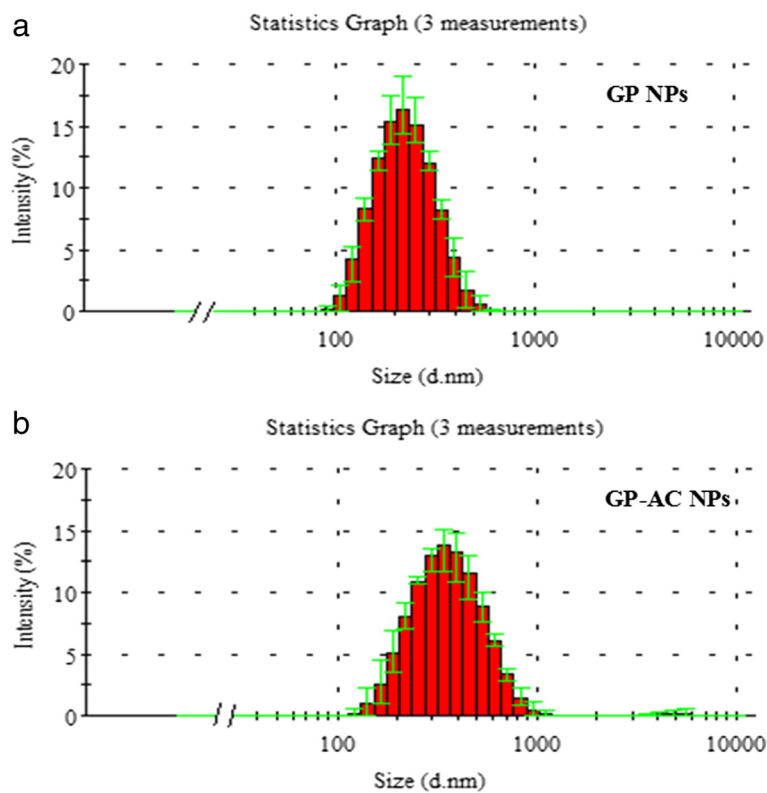 a
Statistics Graph (3 measurements)
20
GP NPs
15
Intensity (%)
10
5
0
100 1000 10000
Size (d.nm)
b
Statistics Graph (3 measurements)
20
GP-AC NPs
15
Intensity (%)
10
5
0
100 1000 10000
Size (d.nm)